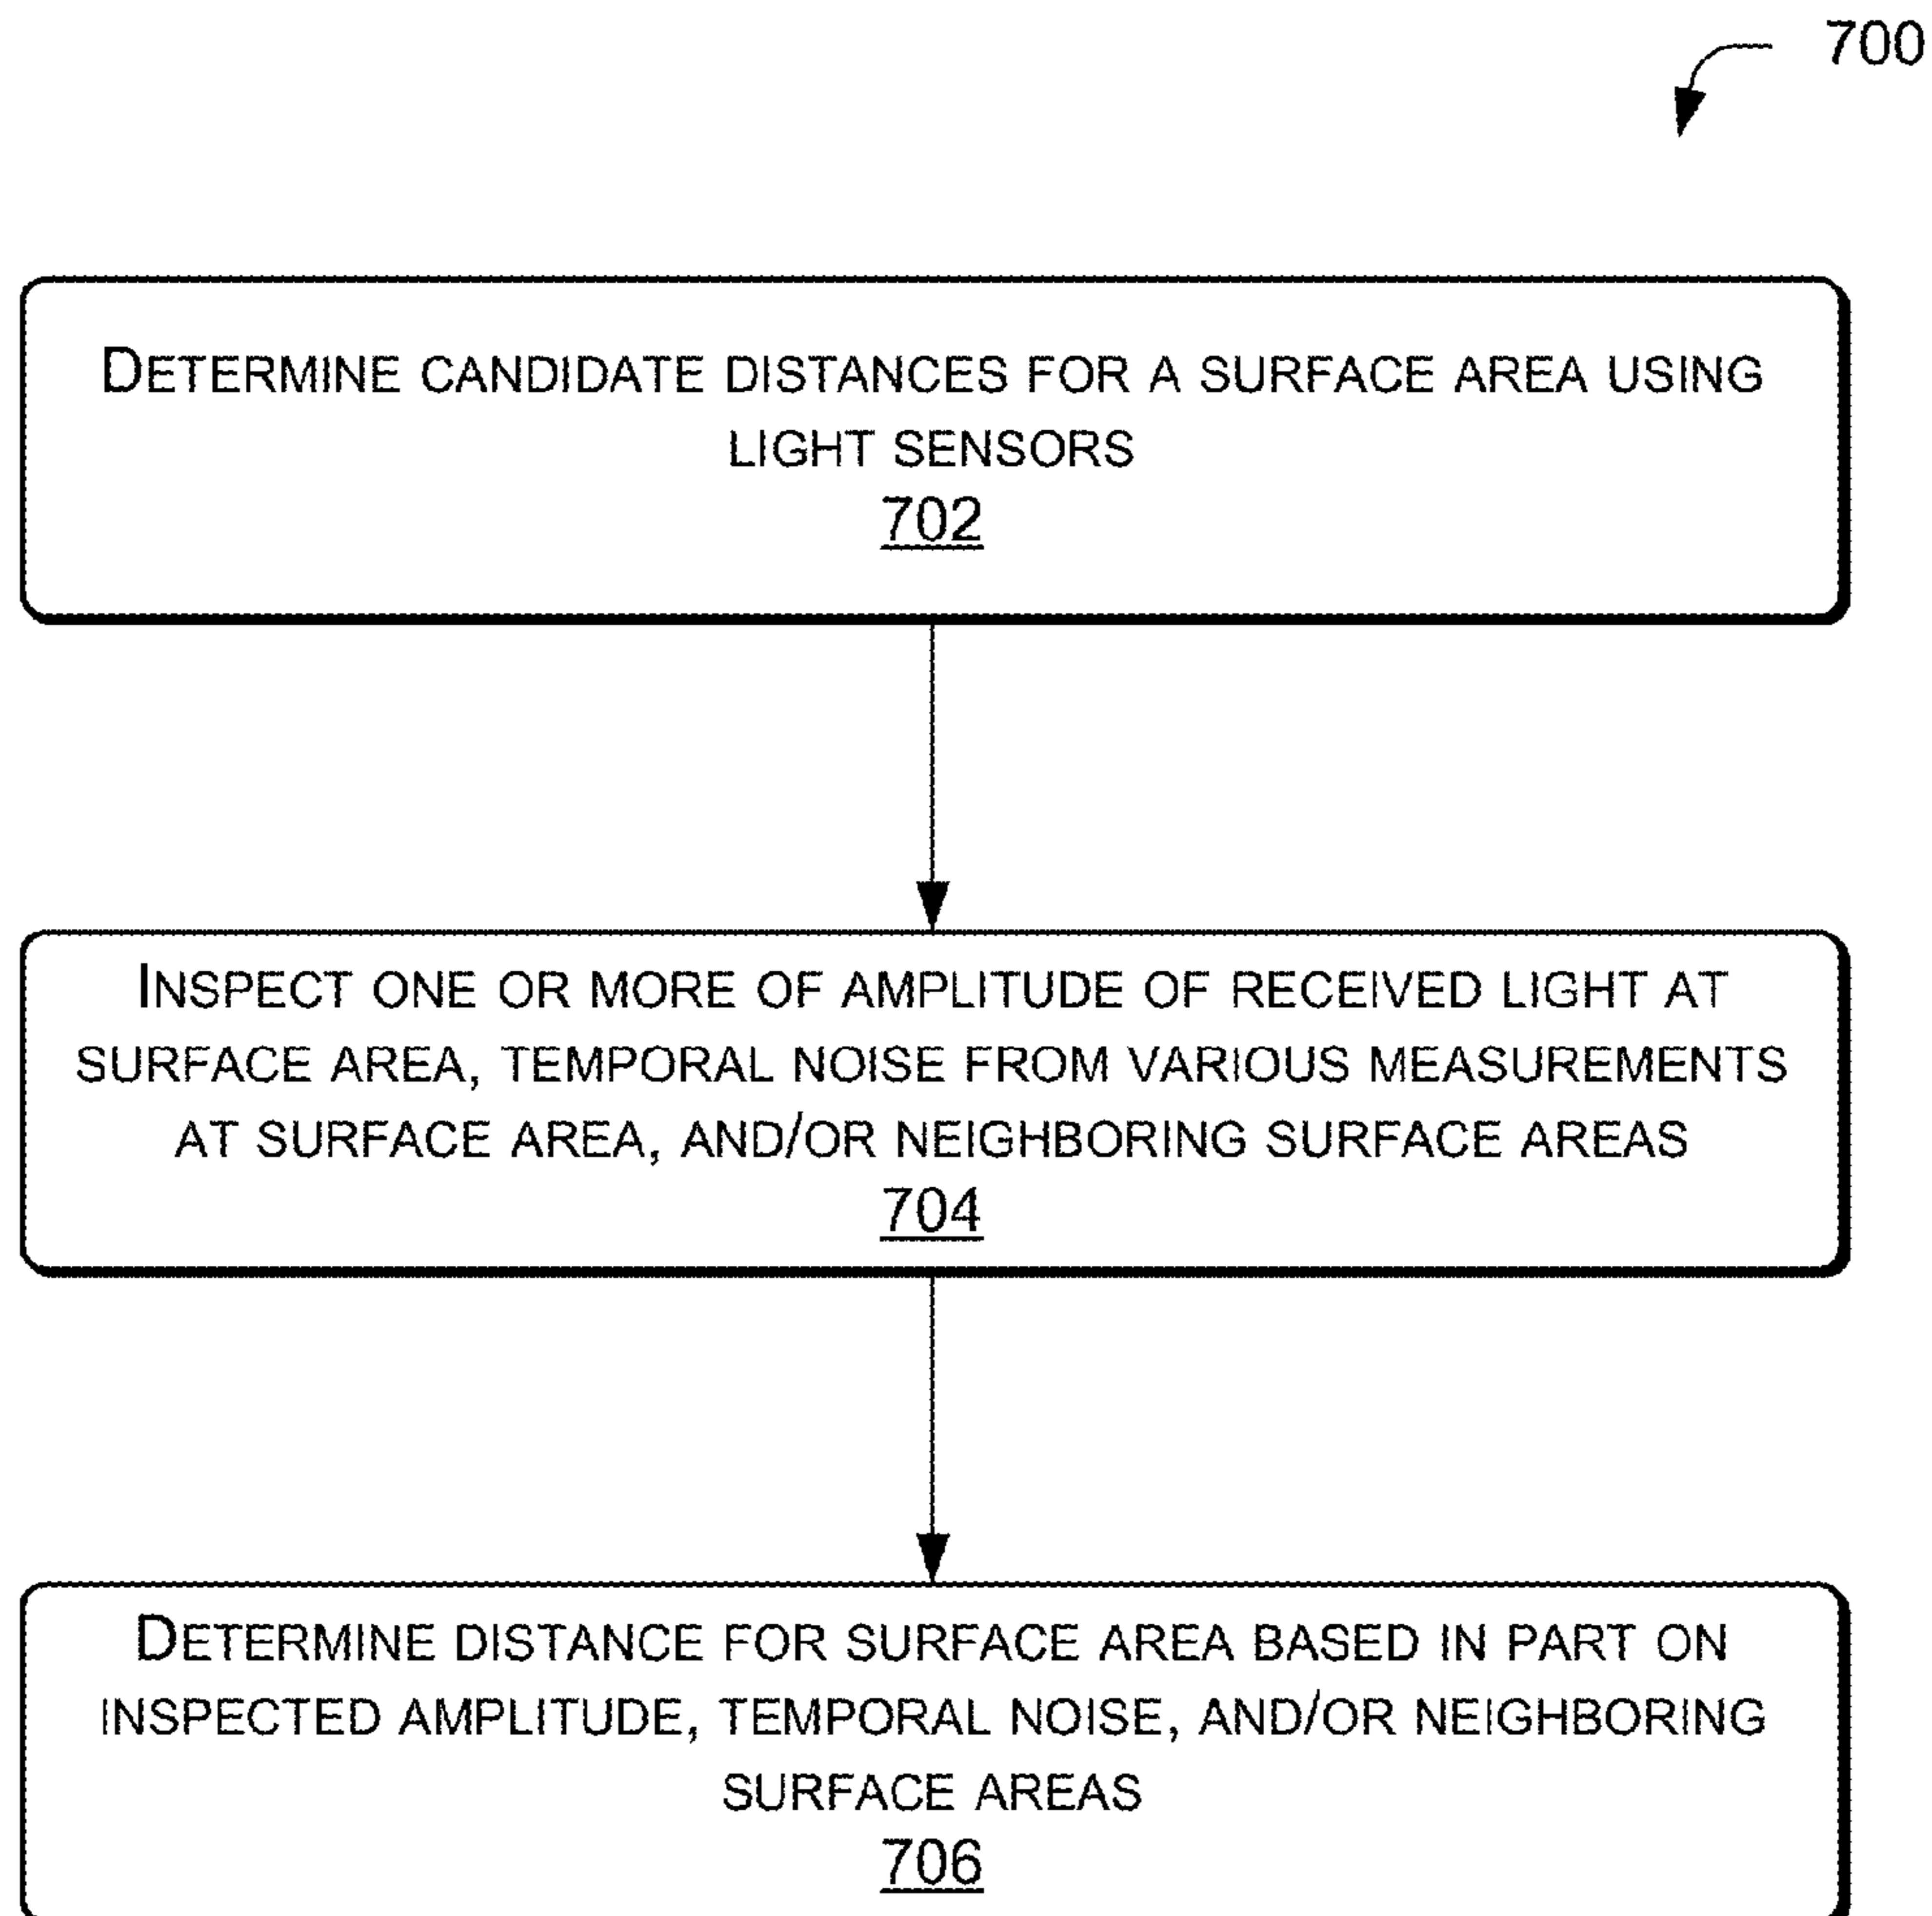 700
DETERMINE CANDIDATE DISTANCES FOR A SURFACE AREA USING
LIGHT SENSORS
702
INSPECT ONE OR MORE OF AMPLITUDE OF RECEIVED LIGHT AT
SURFACE AREA, TEMPORAL NOISE FROM VARIOUS MEASUREMENTS
AT SURFACE AREA, AND/OR NEIGHBORING SURFACE AREAS
704
DETERMINE DISTANCE FOR SURFACE AREA BASED IN PART ON
INSPECTED AMPLITUDE, TEMPORAL NOISE, AND/OR NEIGHBORING
SURFACE AREAS
706